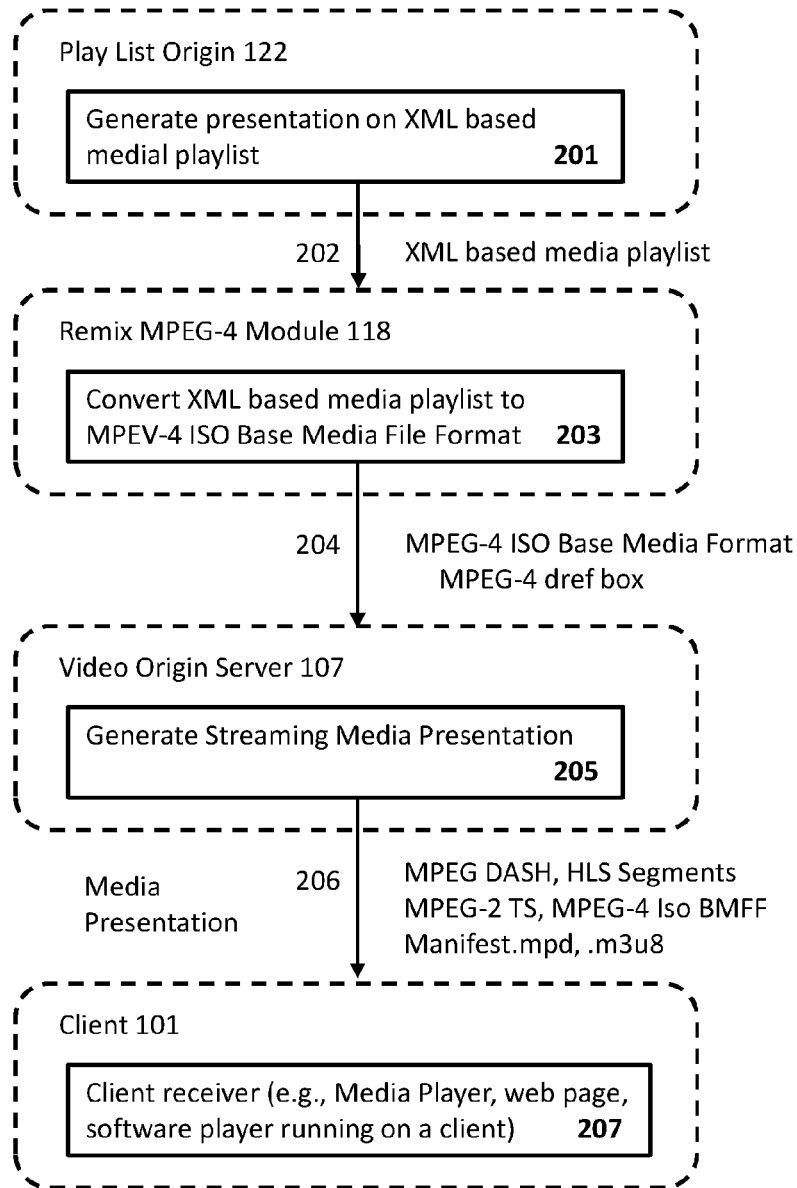 Play List Origin 122
Generate presentation on XML based
medial playlist 201
202 XML based media playlist
Remix MPEG-4 Module 118
Convert XML based media playlist to
MPEV-4 ISO Base Media File Format 203
204 MPEG-4 ISO Base Media Format
MPEG-4 dref box
Video Origin Server 107
Generate Streaming Media Presentation
205
Media
Presentation
206
MPEG DASH, HLS Segments
MPEG-2 TS, MPEG-4 Iso BMFF
Manifest.mpd, .m3u8
Client 101
Client receiver (e.g., Media Player, web page,
software player running on a client) 207